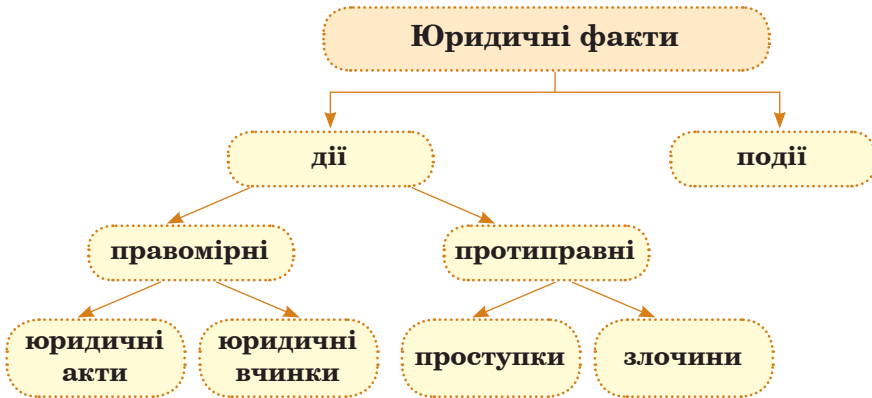 Юридичні факти
дії
події
правомірні
протиправні
юридичні
акти
юридичні
вчинки
проступки
злочини